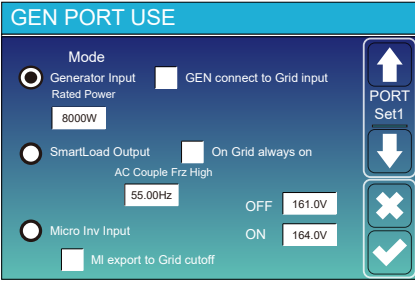 GEN PORT USE
Mode
Generator Input GEN connect to Grid input
Rated Power
8000W
PORT
Set1
SmartLoad Output On Grid always on
AC Couple Frz High
55.00Hz
OFF 161.0V
Micro Inv Input ON 164.0V
MI export to Grid cutoff